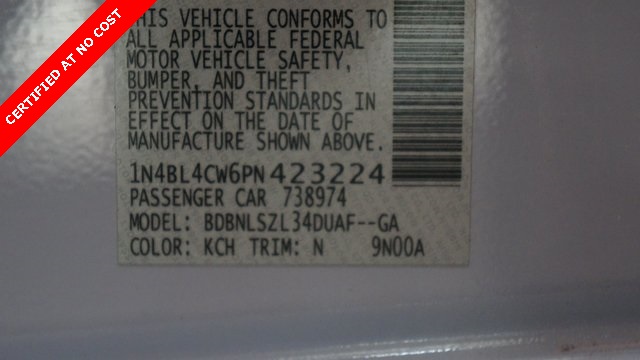 CERTIFIED AT NO COST
THIS VEHICLE CONFORMS TO
ALL APPLICABLE FEDERAL
MOTOR VEHICLE SAFETY,
BUMPER, AND THEFT
PREVENTION STANDARDS IN
EFFECT ON THE DATE OF
MANUFACTURE SHOWN ABOVE.
1N4BL4CW6PN423224
PASSENGER CAR 738974
MODEL: BDBNLSZL34DUAF--GA
COLOR: KCH TRIM: N 9N00A